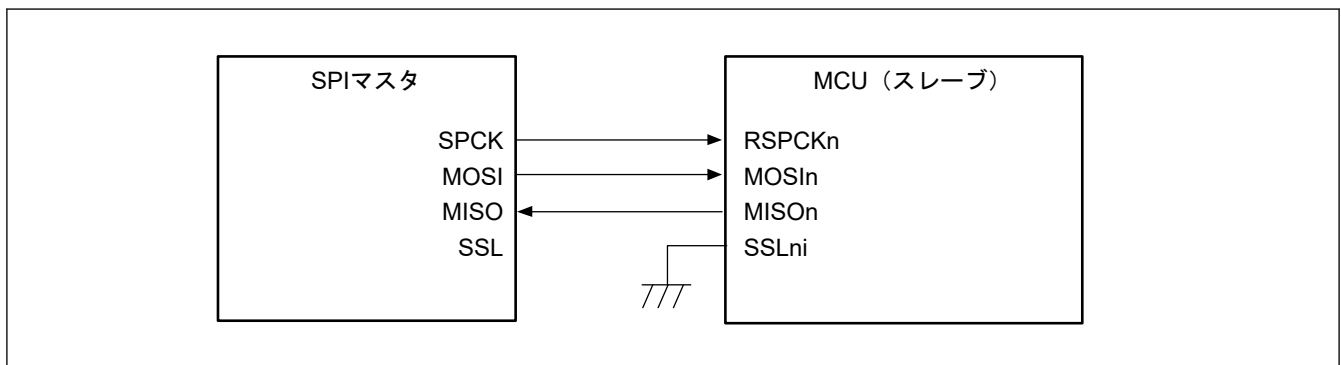 SPIマスタ
SPCK
MOSI
MISO
SSL
MCU（スレーブ）
RSPCKn
MOSIn
MISOn
SSLni